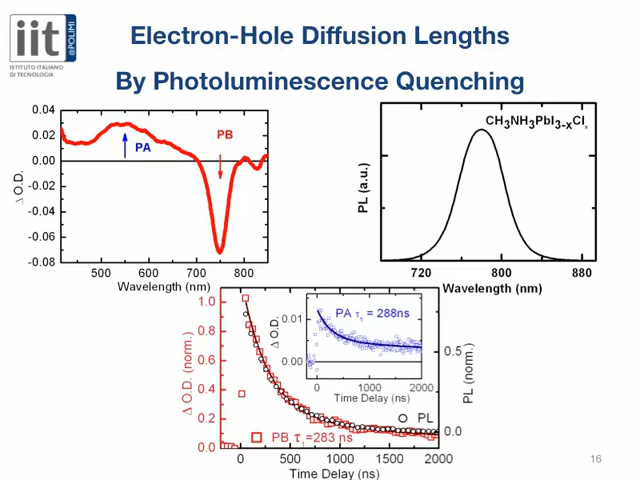 iit
@POLIMI
ISTITUTO ITALIANO
DI TECNOLOGIA
Electron-Hole Diffusion Lengths
By Photoluminescence Quenching
0.04
0.02
0.00
-0.02
-0.04
-0.06
-0.08
Δ O.D.
PA
PB
500 600 700 800
Wavelength (nm)
CH3NH3PbI3-xClx
PL (a.u.)
720 800 880
Wavelength (nm)
1.0
0.8
0.6
0.4
0.2
0.0
Δ O.D. (norm.)
PA τ1 = 288ns
0.01
0.00
Δ O.D.
0 1000 2000
Time Delay (ns)
0.5
0.0
PL (norm.)
PL
PB τ1=283 ns
0 500 1000 1500 2000
Time Delay (ns)
16